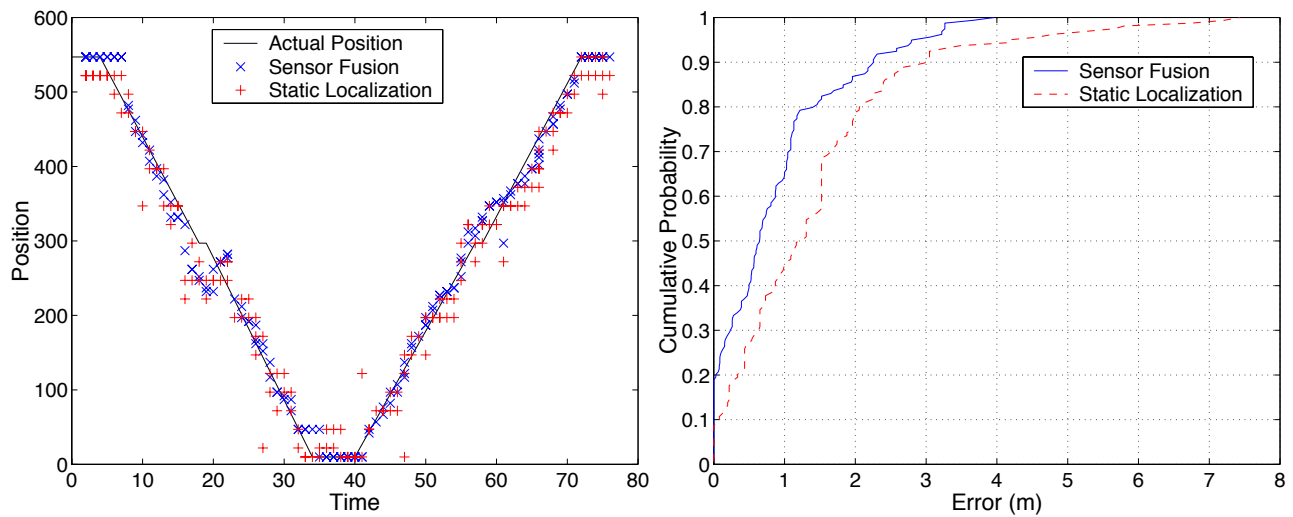 600
500
400
300
200
100
0
0 10 20 30 40 50 60 70 80
Position
Time
Actual Position
Sensor Fusion
Static Localization
1
0.9
0.8
0.7
0.6
0.5
0.4
0.3
0.2
0.1
0
0 1 2 3 4 5 6 7 8
Cumulative Probability
Error (m)
Sensor Fusion
Static Localization